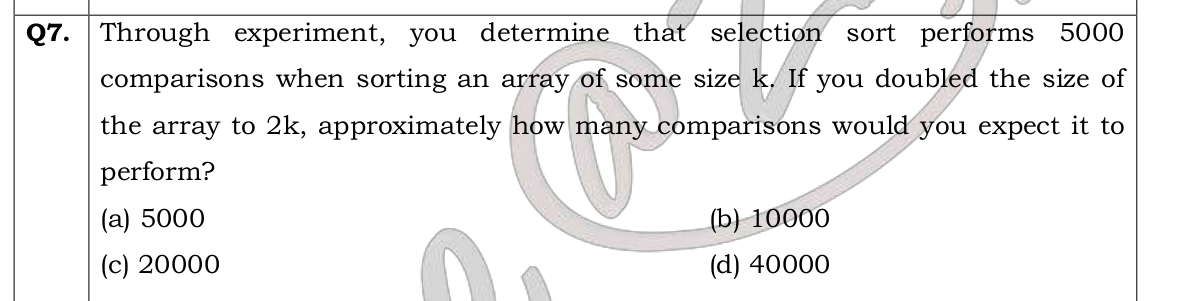 Q7. Through experiment, you determine that selection sort performs 5000
comparisons when sorting an array of some size k. If you doubled the size of
the array to 2k, approximately how many comparisons would you expect it to
perform?
(a) 5000 (b) 10000
(c) 20000 (d) 40000